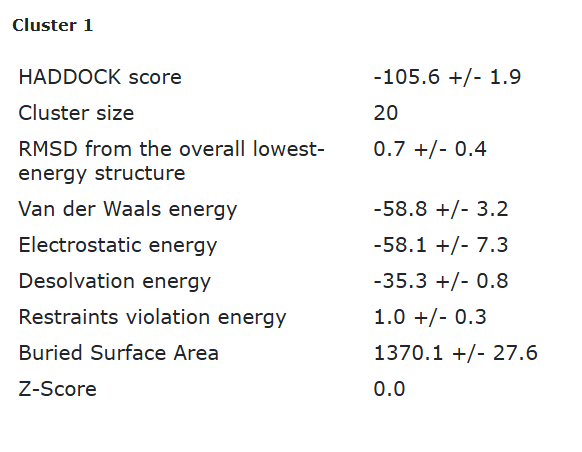 Cluster 1
HADDOCK score -105.6 +/- 1.9
Cluster size 20
RMSD from the overall lowest- 0.7 +/- 0.4
energy structure
Van der Waals energy -58.8 +/- 3.2
Electrostatic energy -58.1 +/- 7.3
Desolvation energy -35.3 +/- 0.8
Restraints violation energy 1.0 +/- 0.3
Buried Surface Area 1370.1 +/- 27.6
Z-Score 0.0